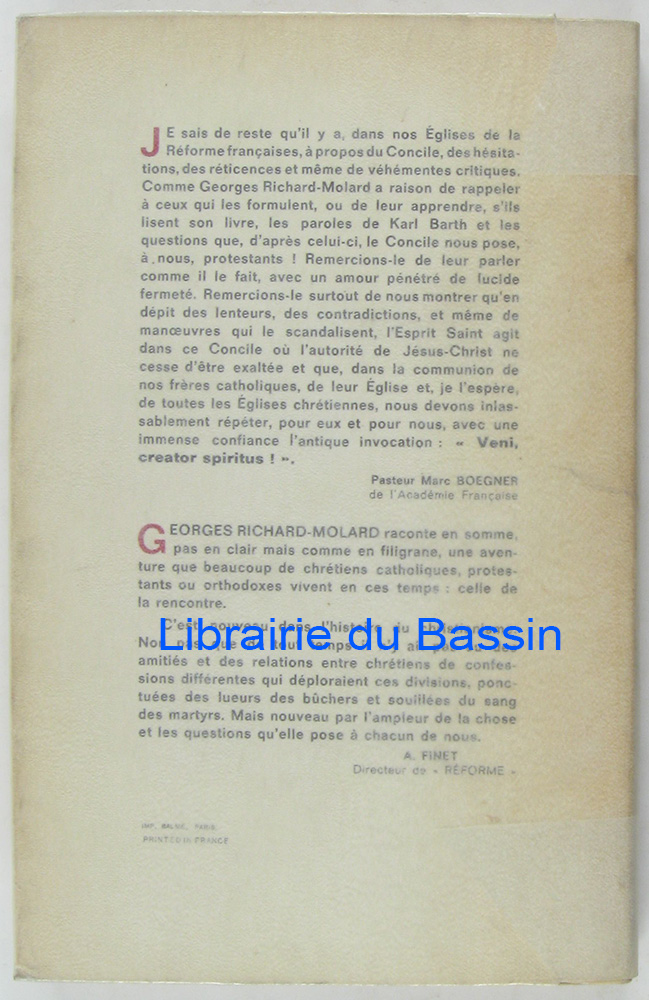 JE sais de reste qu'il y a, dans nos Églises de la
Réforme françaises, à propos du Concile, des hésita-
tions, des réticences et même de véhémentes critiques.
Comme Georges Richard-Molard a raison de rappeler
à ceux qui les formulent, ou de leur apprendre, s'ils
lisent son livre, les paroles de Karl Barth et les
questions que, d'après celui-ci, le Concile nous pose,
à nous, protestants ! Remercions-le de leur parler
comme il le fait, avec un amour pénétré de lucide
fermeté. Remercions-le surtout de nous montrer qu'en
dépit des lenteurs, des contradictions, et même de
manœuvres qui le scandalisent, l'Esprit Saint agit
dans ce Concile où l'autorité de Jésus-Christ ne
cesse d'être exaltée et que, dans la communion de
nos frères catholiques, de leur Église et, je l'espère,
de toutes les Églises chrétiennes, nous devons inlas-
sablement répéter, pour eux et pour nous, avec une
immense confiance l'antique invocation : « Veni,
creator spiritus ! ».
Pasteur Marc BOEGNER
de l'Académie Française
GEORGES RICHARD-MOLARD raconte en somme,
pas en clair mais comme en filigrane, une aven-
ture que beaucoup de chrétiens catholiques, protes-
tants ou orthodoxes vivent en ces temps : celle de
la rencontre.
C'est nouveau dans l'histoire du
Librairie du Bassin
amitiés et des relations entre chrétiens de confes-
sions différentes qui déploraient ces divisions, ponc-
tuées des lueurs des bûchers et souillées du sang
des martyrs. Mais nouveau par l'ampleur de la chose
et les questions qu'elle pose à chacun de nous.
A. FINET
Directeur de « RÉFORME »
PRINTED in FRANCE